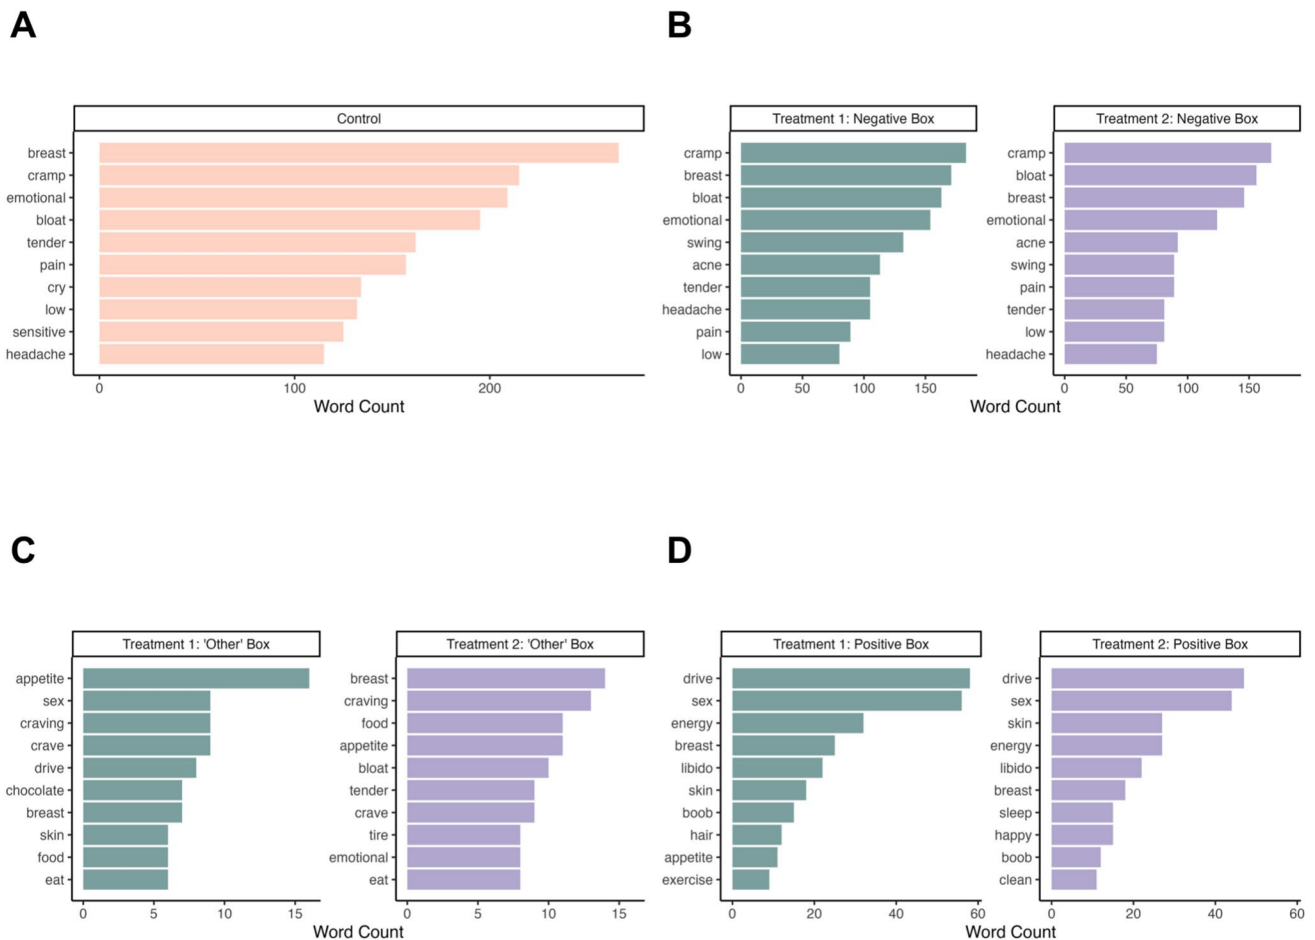 A
B
Control
breast
cramp
emotional
bloat
tender
pain
cry
low
sensitive
headache
0 100 200
Word Count
Treatment 1: Negative Box
cramp
breast
bloat
emotional
swing
acne
tender
headache
pain
low
0 50 100 150
Treatment 2: Negative Box
cramp
bloat
breast
emotional
acne
swing
pain
tender
low
headache
0 50 100 150
Word Count
C
D
Treatment 1: 'Other' Box
appetite
sex
craving
crave
drive
chocolate
breast
skin
food
eat
0 5 10 15
Treatment 2: 'Other' Box
breast
craving
food
appetite
bloat
tender
crave
tire
emotional
eat
0 5 10 15
Word Count
Treatment 1: Positive Box
drive
sex
energy
breast
libido
skin
boob
hair
appetite
exercise
0 20 40 60
Treatment 2: Positive Box
drive
sex
skin
energy
libido
breast
sleep
happy
boob
clean
0 20 40 60
Word Count